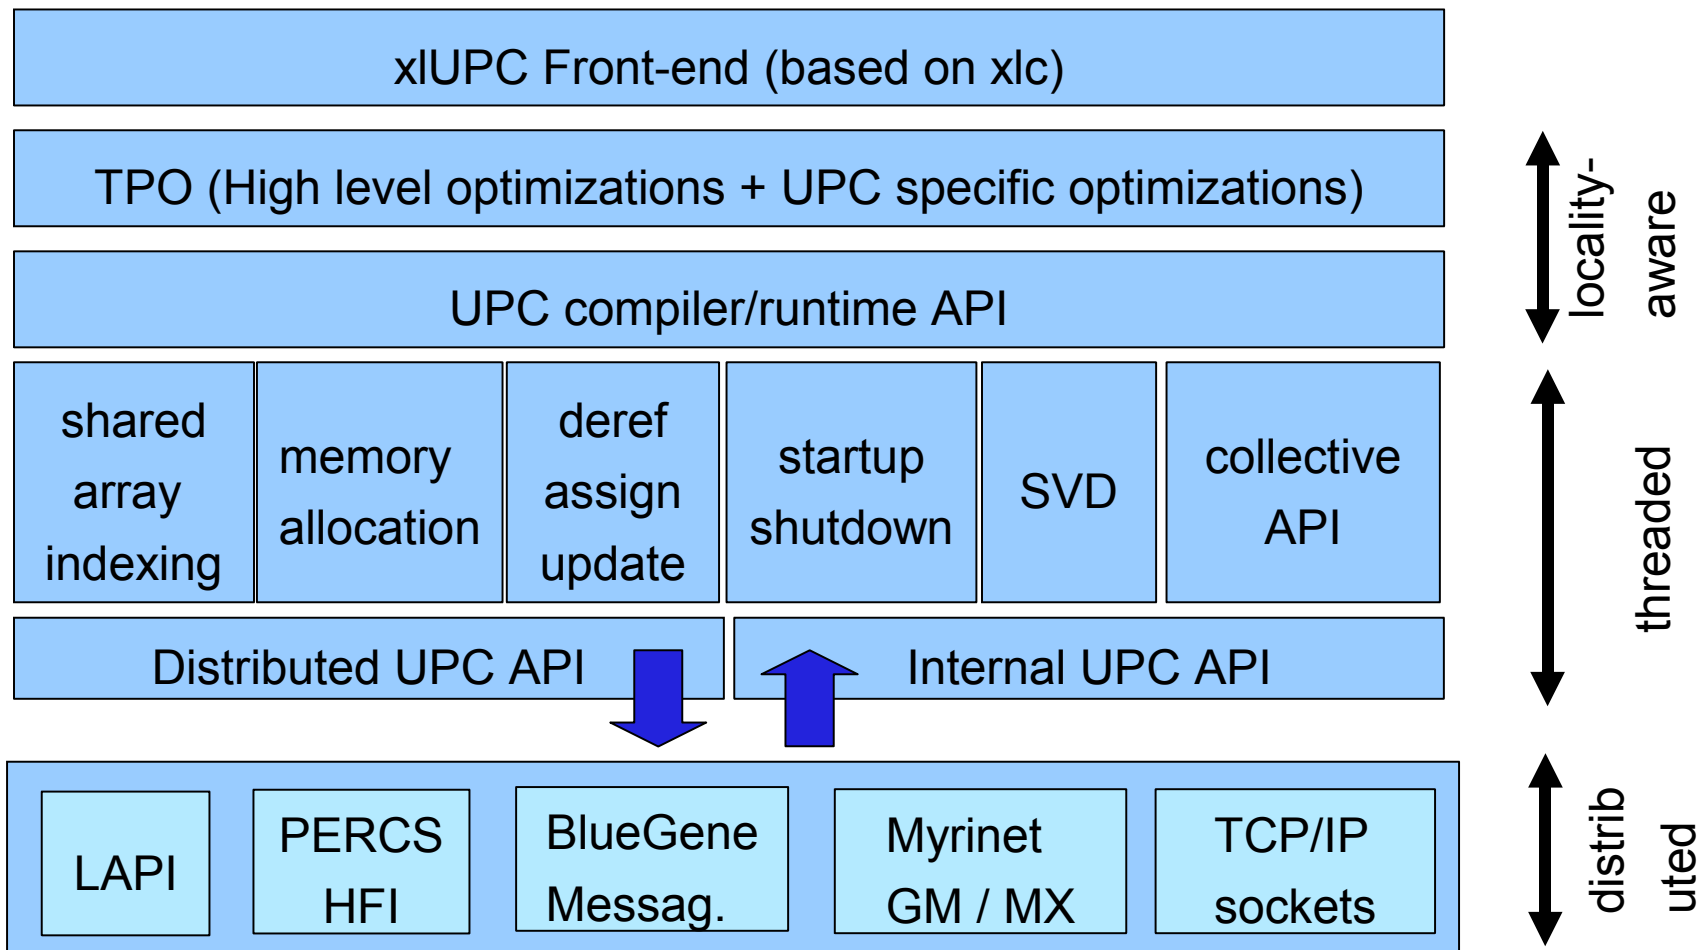 xlUPC Front-end (based on xlc)
TPO (High level optimizations + UPC specific optimizations)
UPC compiler/runtime API
locality-
aware
shared
array
indexing
memory
allocation
deref
assign
update
startup
shutdown
SVD
collective
API
threaded
Distributed UPC API
Internal UPC API
LAPI
PERCS
HFI
BlueGene
Messag.
Myrinet
GM / MX
TCP/IP
sockets
distrib
uted